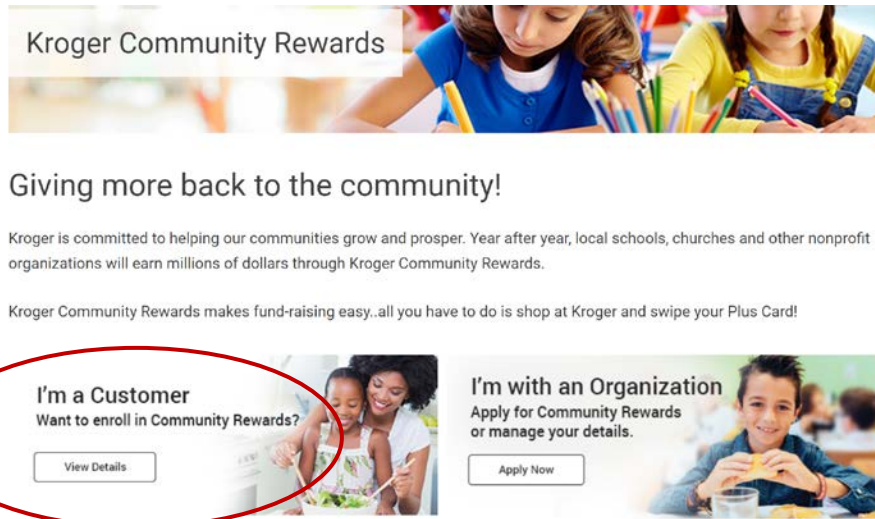 Kroger Community Rewards
Giving more back to the community!
Kroger is committed to helping our communities grow and prosper. Year after year, local schools, churches and other nonprofit
organizations will earn millions of dollars through Kroger Community Rewards.
Kroger Community Rewards makes fund-raising easy..all you have to do is shop at Kroger and swipe your Plus Card!
I'm a Customer
Want to enroll in Community Rewards?
View Details
I'm with an Organization
Apply for Community Rewards
or manage your details.
Apply Now